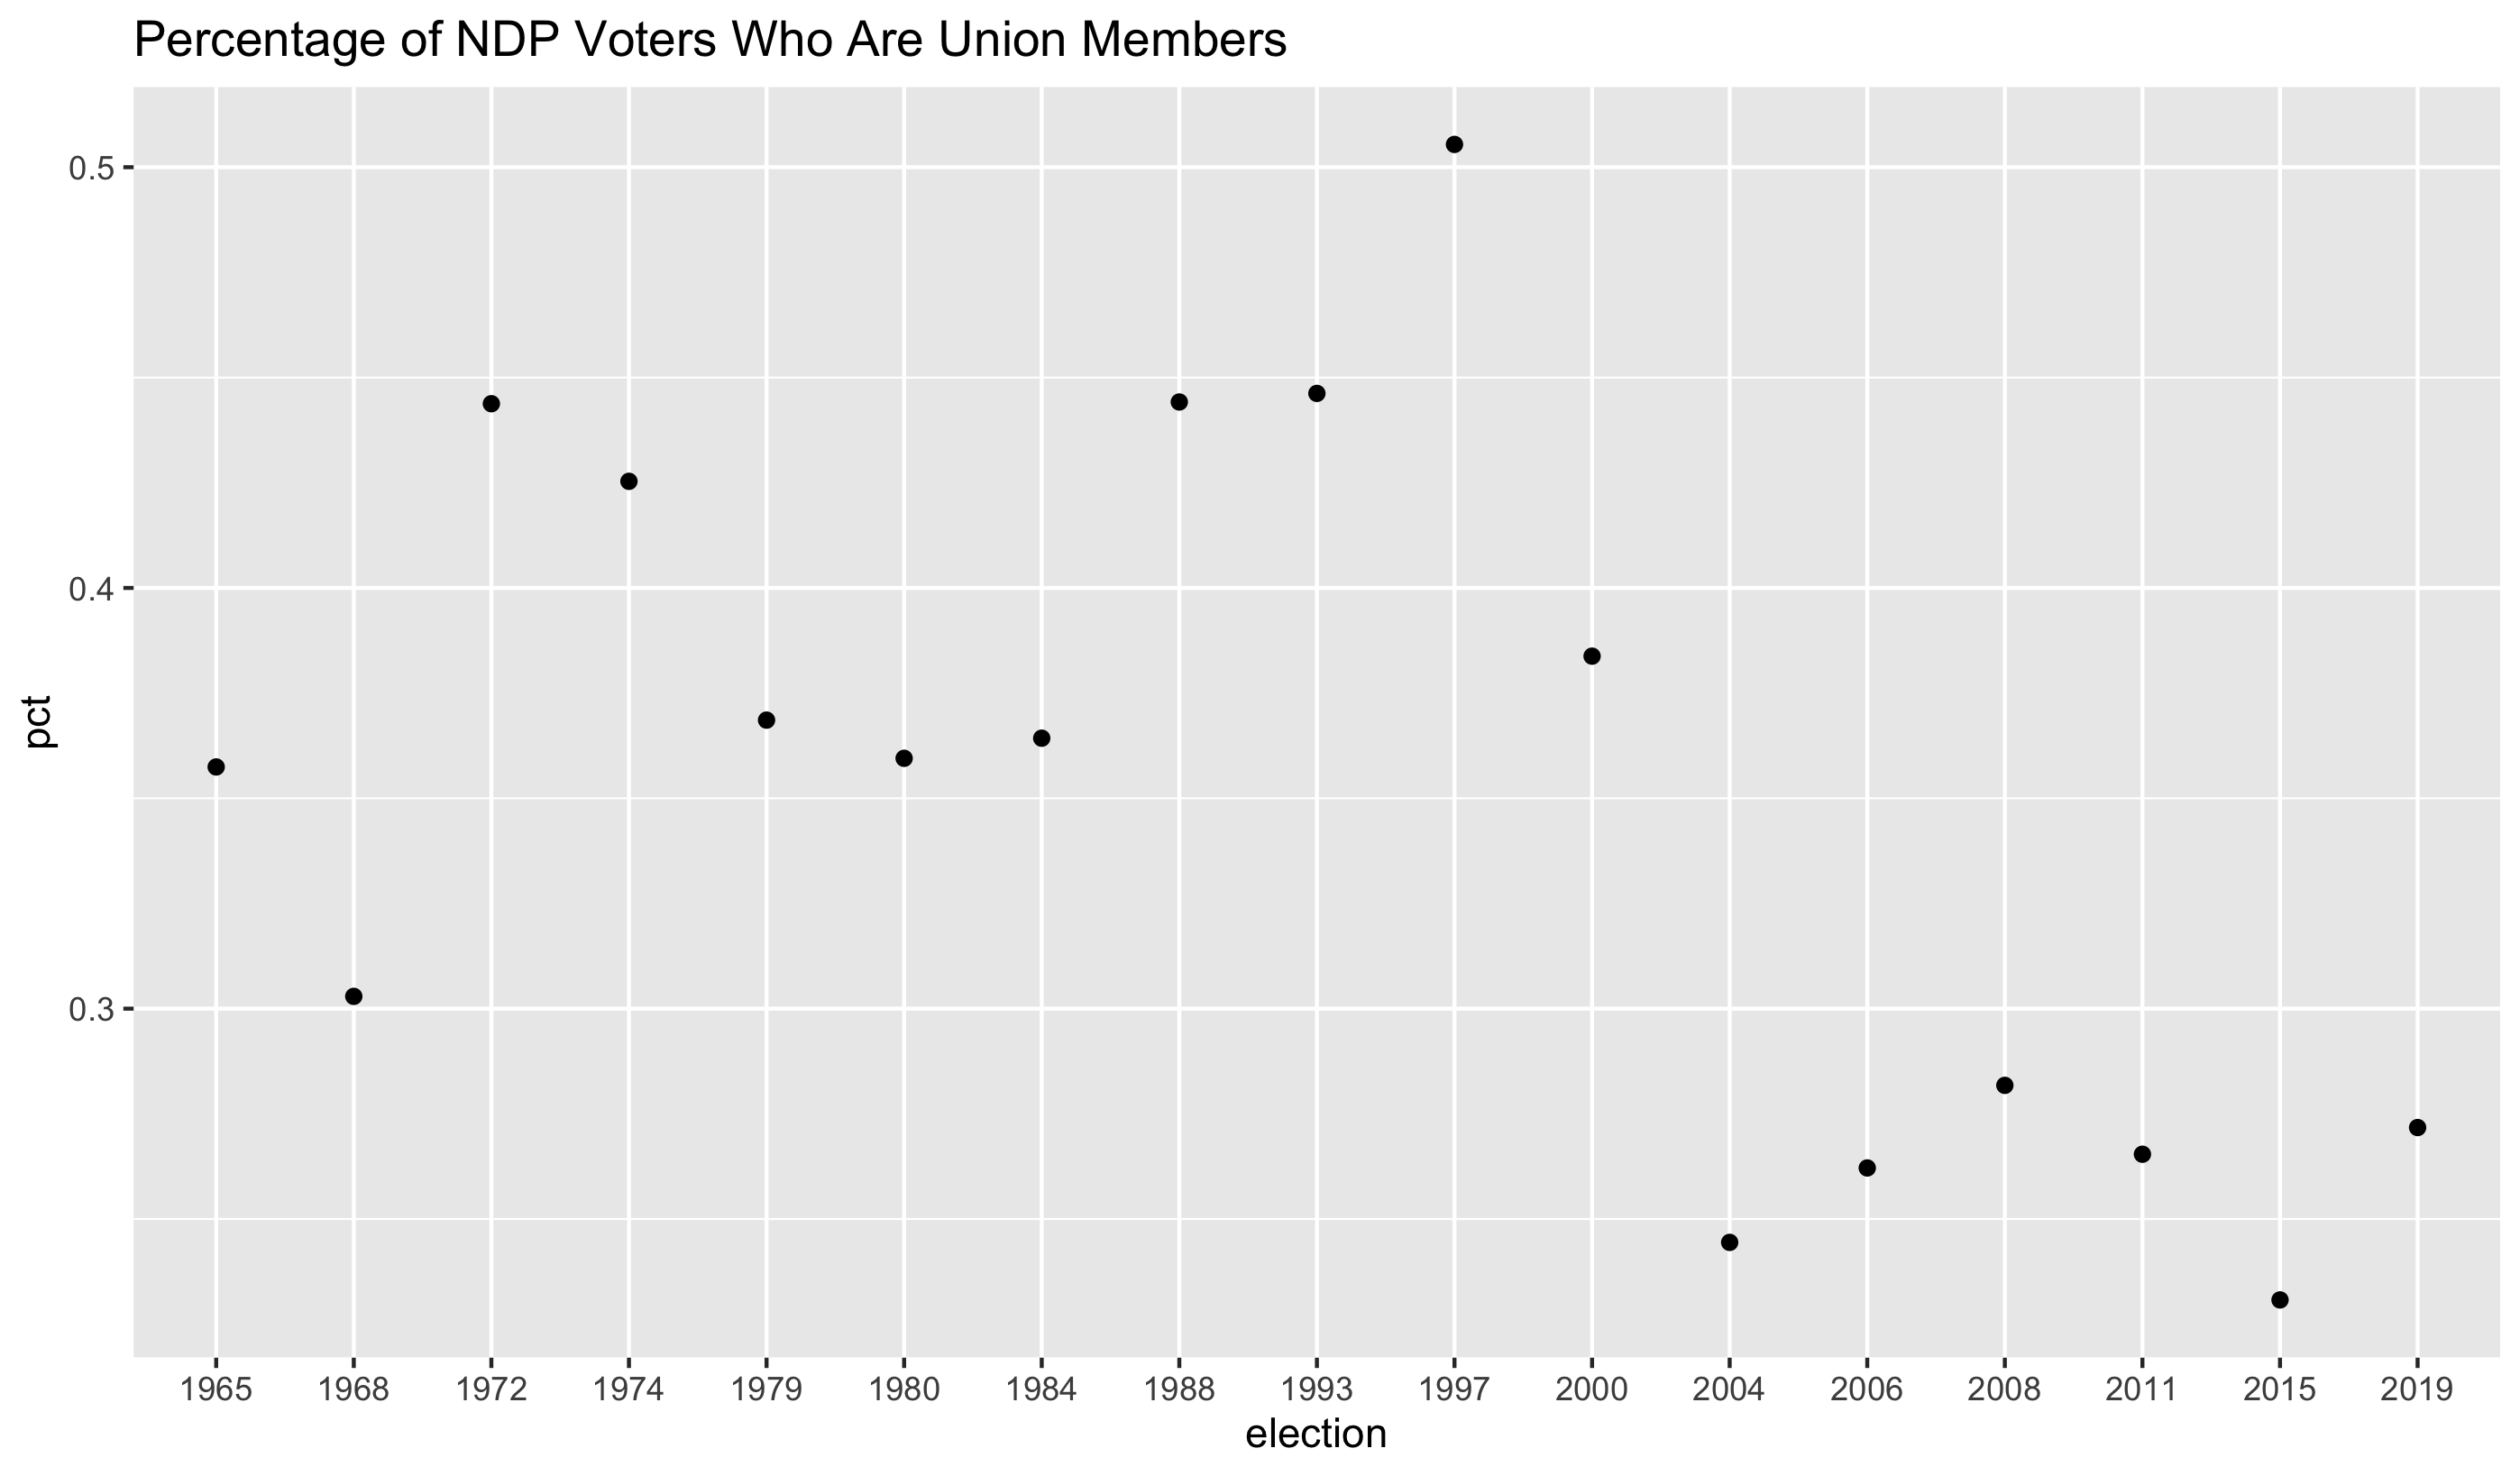 Percentage of NDP Voters Who Are Union Members
0.5
0.4
0.3
pct
1965 1968 1972 1974 1979 1980 1984 1988 1993 1997 2000 2004 2006 2008 2011 2015 2019
election